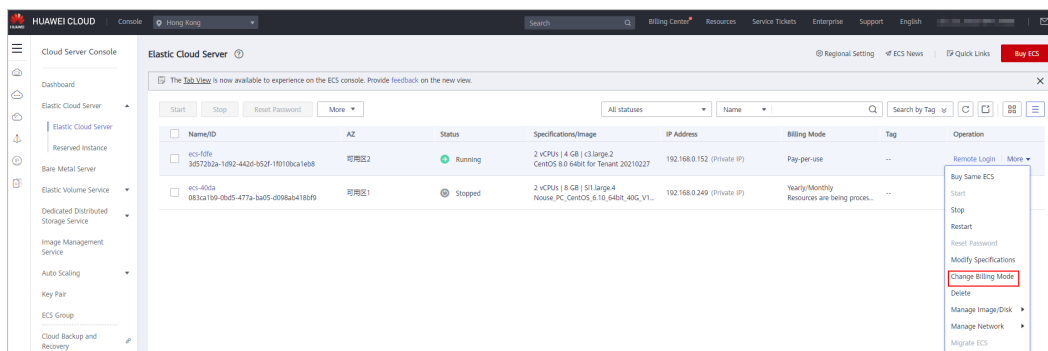 HUAWEI
HUAWEI CLOUD | Console Hong Kong Search Billing Center Resources Service Tickets Enterprise Support English
Cloud Server Console
Dashboard
Elastic Cloud Server
Elastic Cloud Server
Reserved Instance
Bare Metal Server
Elastic Volume Service
Dedicated Distributed
Storage Service
Image Management
Service
Auto Scaling
Key Pair
ECS Group
Cloud Backup and
Recovery
Elastic Cloud Server ? Regional Setting ECS News Quick Links Buy ECS
The Tab View is now available to experience on the ECS console. Provide feedback on the new view.
Start Stop Reset Password More All statuses Name Search by Tag
Name/ID AZ Status Specifications/Image IP Address Billing Mode Tag Operation
ecs-fdfe
3d572b2a-1d92-442d-b52f-1f010bca1eb8 可用区2 Running 2 vCPUs | 4 GB | c3.large.2
CentOS 8.0 64bit for Tenant 20210227 192.168.0.152 (Private IP) Pay-per-use -- Remote Login More
ecs-40da
083ca1b9-0bd5-477a-ba05-d098ab418bf9 可用区1 Stopped 2 vCPUs | 8 GB | SI1.large.4
Nouse_PC_CentOS_6.10_64bit_40G_V1... 192.168.0.249 (Private IP) Yearly/Monthly
Resources are being proces... --
Buy Same ECS
Start
Stop
Restart
Reset Password
Modify Specifications
Change Billing Mode
Delete
Manage Image/Disk
Manage Network
Migrate ECS